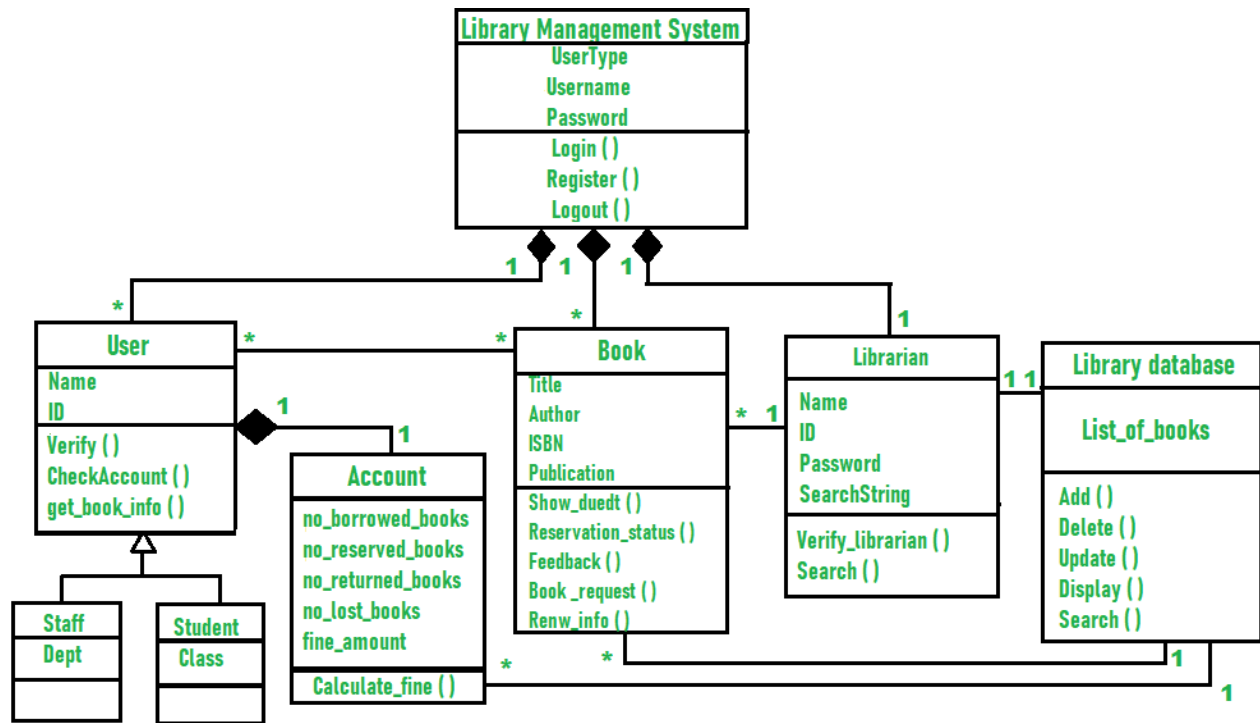 Library Management System
UserType
Username
Password
Login ( )
Register ( )
Logout ( )
1
1
1
*
*
1
User
Name
ID
Verify ( )
CheckAccount ( )
get_book_info ( )
*
*
1
1
Staff
Dept
Student
Class
Account
no_borrowed_books
no_reserved_books
no_returned_books
no_lost_books
fine_amount
Calculate_fine ( )
Book
Title
Author
ISBN
Publication
Show_duedt ( )
Reservation_status ( )
Feedback ( )
Book _request ( )
Renw_info ( )
*
1
Librarian
Name
ID
Password
SearchString
Verify_librarian ( )
Search ( )
1
1
Library database
List_of_books
Add ( )
Delete ( )
Update ( )
Display ( )
Search ( )
*
1
*
1